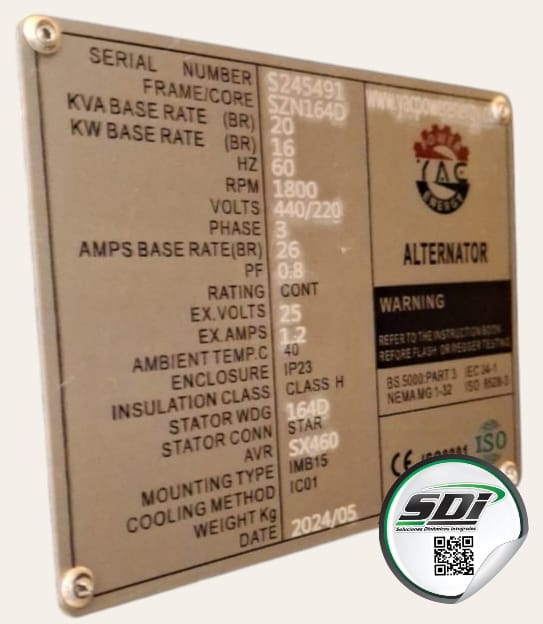 SERIAL NUMBER S245491
FRAME/CORE SZN164D
KVA BASE RATE (BR) 20
KW BASE RATE (BR) 16
HZ 60
RPM 1800
VOLTS 440/220
PHASE 3
AMPS BASE RATE(BR) 26
PF 0.8
RATING CONT
EX.VOLTS 25
EX.AMPS 1.2
AMBIENT TEMP.C 40
ENCLOSURE IP23
INSULATION CLASS CLASS H
STATOR WDG 164D
STATOR CONN STAR
AVR SX460
MOUNTING TYPE IMB15
COOLING METHOD IC01
WEIGHT Kg
DATE 2024/05
POWER
YAC
ENERGY
ALTERNATOR
WARNING
REFER TO THE INSTRUCTION BOOK
BEFORE FLASH OR MEGGER TESTING
BS 5000:PART 3 IEC 34-1
NEMA MG 1-32 ISO 8528-3
CE ISO9001 ISO
SDi
Soluciones Dinámicas Integrales